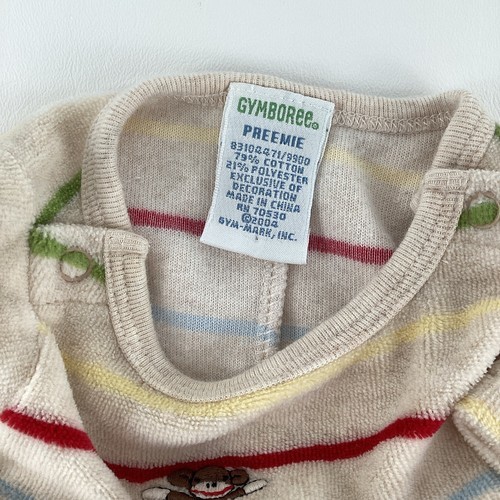 GYMBOREE®
PREEMIE
83104471/9900
79% COTTON
21% POLYESTER
EXCLUSIVE OF
DECORATION
MADE IN CHINA
RN 70530
©2004
GYM-MARK, INC.